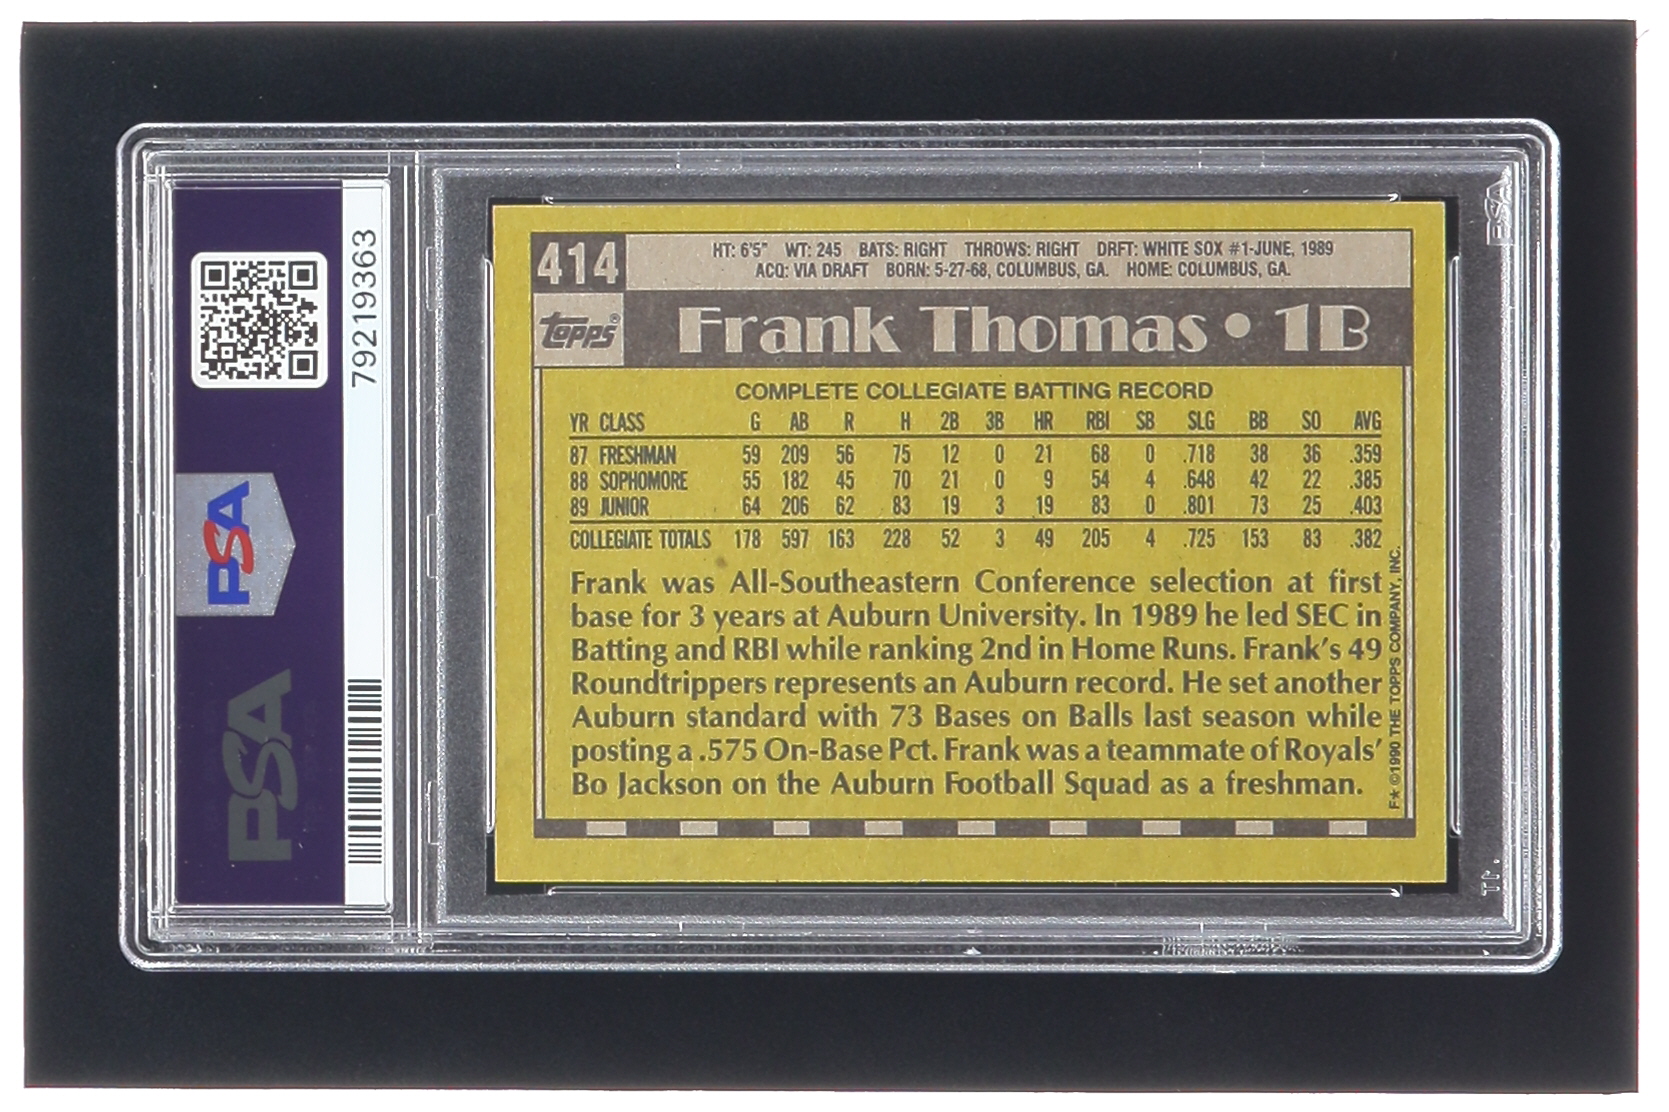 414
HT: 6'5" WT: 245 BATS: RIGHT THROWS: RIGHT DRFT: WHITE SOX #1-JUNE, 1989
ACQ: VIA DRAFT BORN: 5-27-68, COLUMBUS, GA. HOME: COLUMBUS, GA.
topps®
Frank Thomas • 1B
COMPLETE COLLEGIATE BATTING RECORD
YR CLASS G AB R H 2B 3B HR RBI SB SLG BB SO AVG
87 FRESHMAN 59 209 56 75 12 0 21 68 0 .718 38 36 .359
88 SOPHOMORE 55 182 45 70 21 0 9 54 4 .648 42 22 .385
89 JUNIOR 64 206 62 83 19 3 19 83 0 .801 73 25 .403
COLLEGIATE TOTALS 178 597 163 228 52 3 49 205 4 .725 153 83 .382
Frank was All-Southeastern Conference selection at first
base for 3 years at Auburn University. In 1989 he led SEC in
Batting and RBI while ranking 2nd in Home Runs. Frank's 49
Roundtrippers represents an Auburn record. He set another
Auburn standard with 73 Bases on Balls last season while
posting a .575 On-Base Pct. Frank was a teammate of Royals'
Bo Jackson on the Auburn Football Squad as a freshman.
F★ ©1990 THE TOPPS COMPANY, INC.
79219363
PSA
PSA
PSA